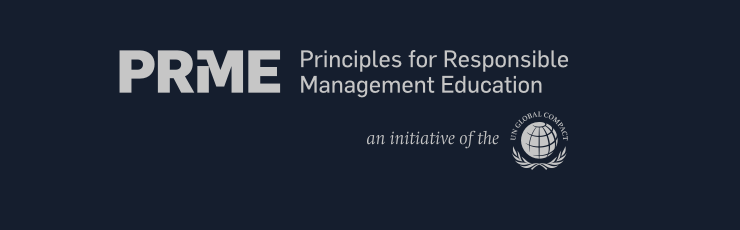 PRME
Principles for Responsible
Management Education
an initiative of the
UN GLOBAL COMPACT